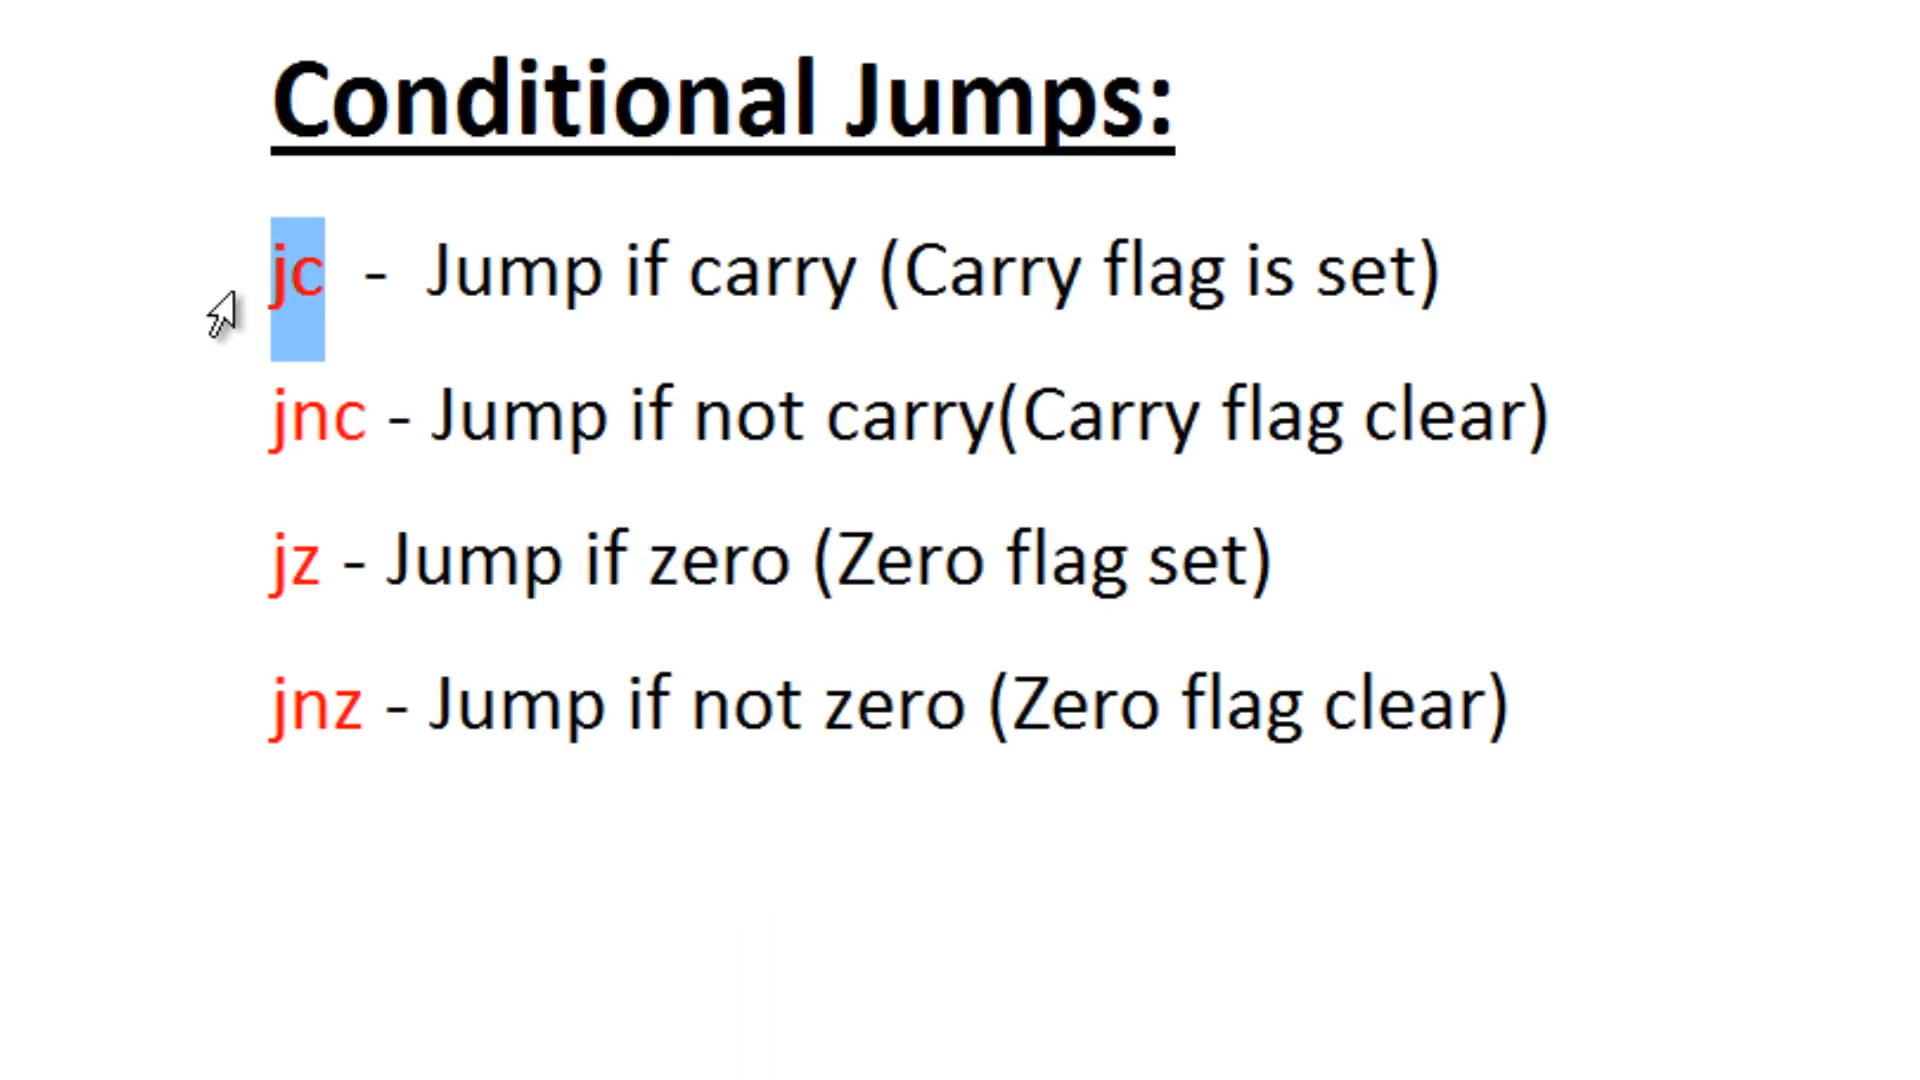 Conditional Jumps:
jc - Jump if carry (Carry flag is set)
jnc - Jump if not carry(Carry flag clear)
jz - Jump if zero (Zero flag set)
jnz - Jump if not zero (Zero flag clear)